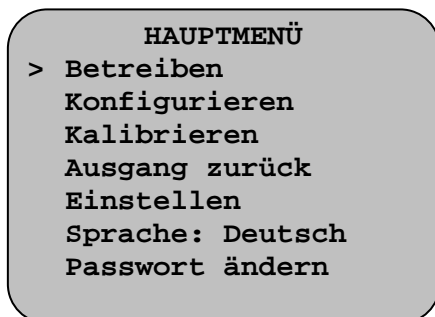 HAUPTMENÜ
> Betreiben
Konfigurieren
Kalibrieren
Ausgang zurück
Einstellen
Sprache: Deutsch
Passwort ändern